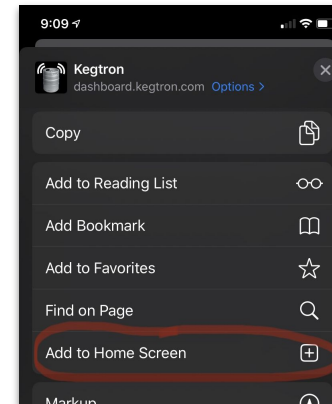 9:09
Kegtron
dashboard.kegtron.com Options >
Copy
Add to Reading List
Add Bookmark
Add to Favorites
Find on Page
Add to Home Screen
Markup